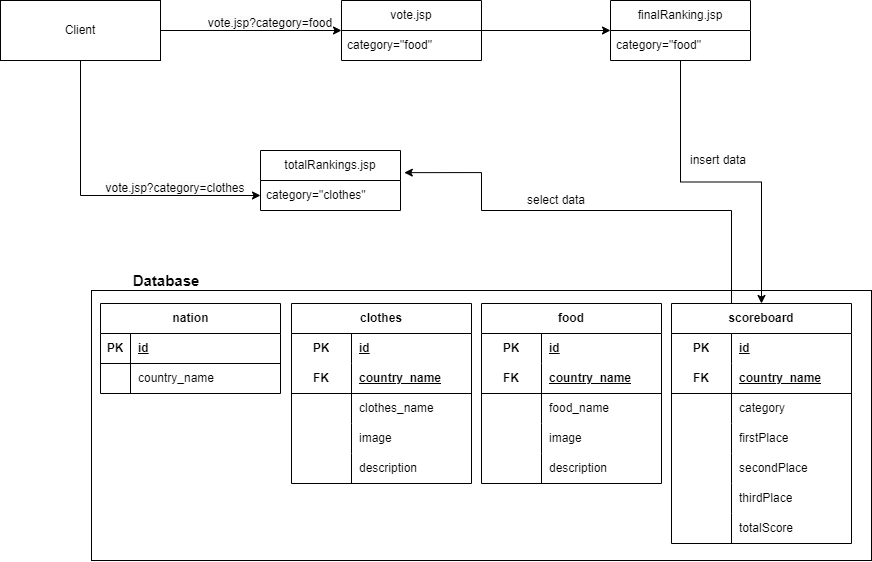 Client
vote.jsp?category=food
vote.jsp
category="food"
finalRanking.jsp
category="food"
insert data
totalRankings.jsp
category="clothes"
vote.jsp?category=clothes
select data
Database
nation
PK id
country_name
clothes
PK id
FK country_name
clothes_name
image
description
food
PK id
FK country_name
food_name
image
description
scoreboard
PK id
FK country_name
category
firstPlace
secondPlace
thirdPlace
totalScore